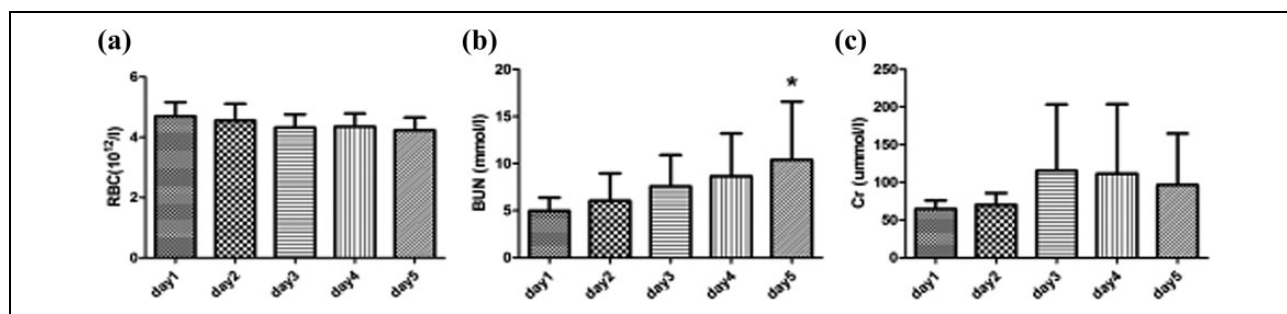 (a)
(b)
(c)
RBC(10¹²/l)
6
4
2
0
day1
day2
day3
day4
day5
BUN (mmol/l)
20
15
10
5
0
*
day1
day2
day3
day4
day5
Cr (ummol/l)
250
200
150
100
50
0
day1
day2
day3
day4
day5